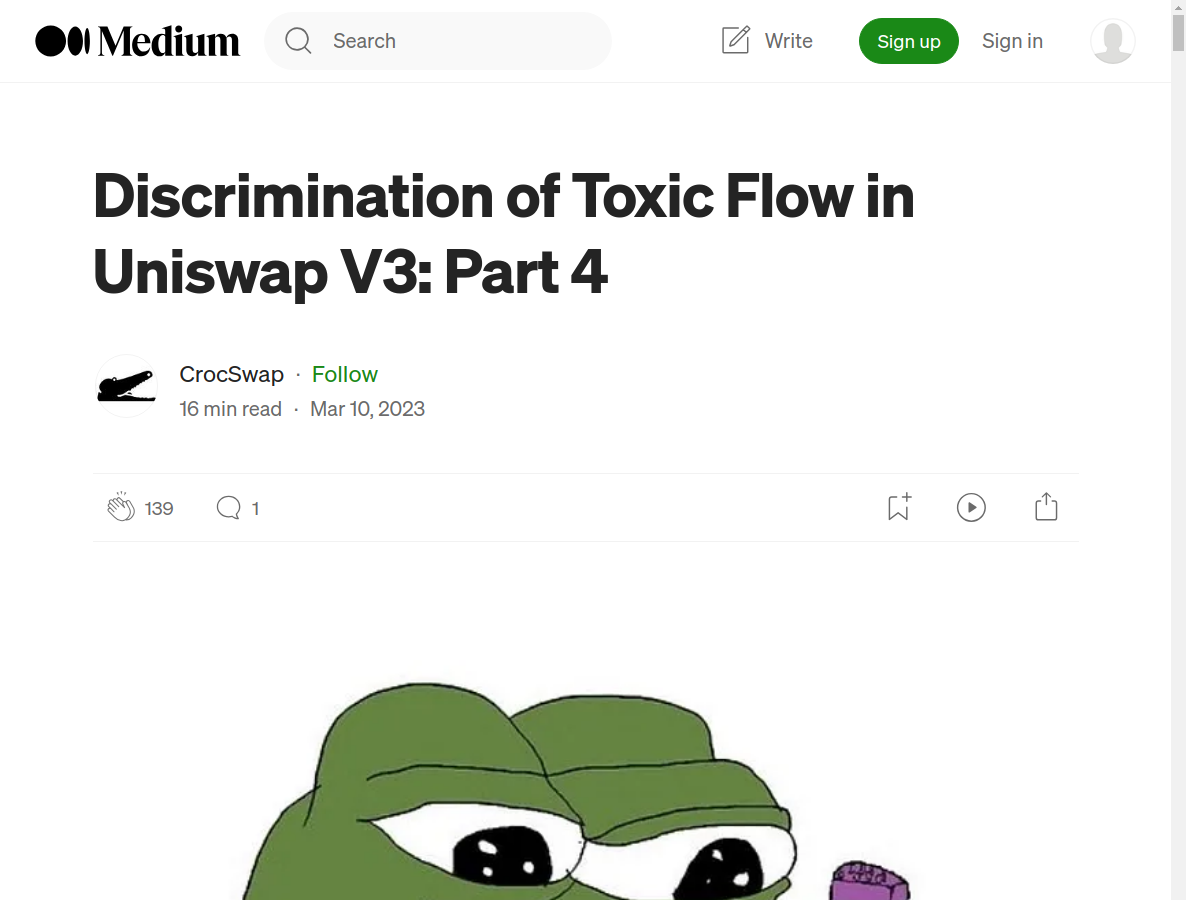 Medium
Search
Write
Sign up
Sign in
Discrimination of Toxic Flow in
Uniswap V3: Part 4
CrocSwap · Follow
16 min read · Mar 10, 2023
139
1